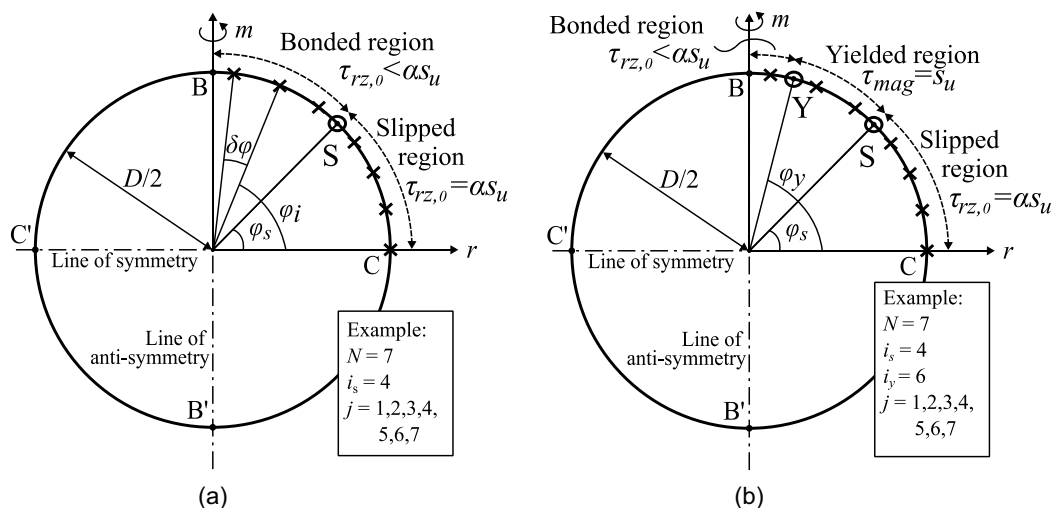 m
Bonded region
τrz,0<αsu
B
Slipped
region
τrz,0=αsu
S
δφ
φi
φs
D/2
C'
C
r
Line of symmetry
Line of
anti-symmetry
B'
Example:
N = 7
is = 4
j = 1,2,3,4,
5,6,7
(a)
m
Bonded region
τrz,0<αsu
Yielded region
τmag=su
B
Y
Slipped
region
τrz,0=αsu
S
φy
φs
D/2
C'
C
r
Line of symmetry
Line of
anti-symmetry
B'
Example:
N = 7
is = 4
iy = 6
j = 1,2,3,4,
5,6,7
(b)